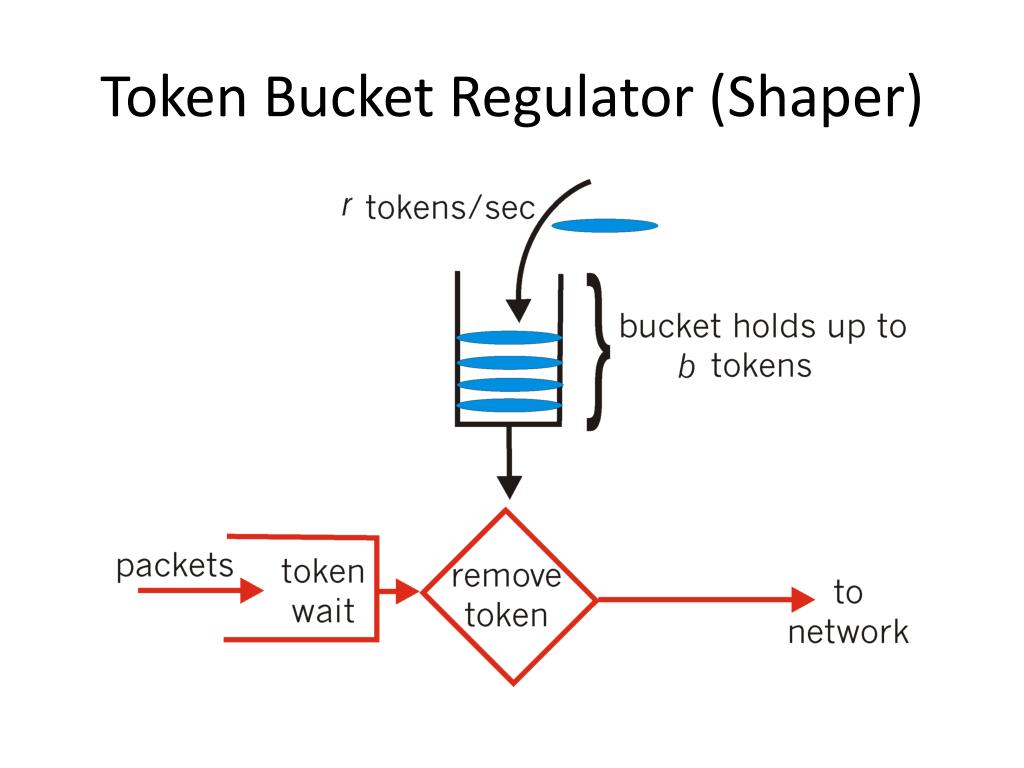 Token Bucket Regulator (Shaper)
r tokens/sec
bucket holds up to
b tokens
packets
token
wait
remove
token
to
network